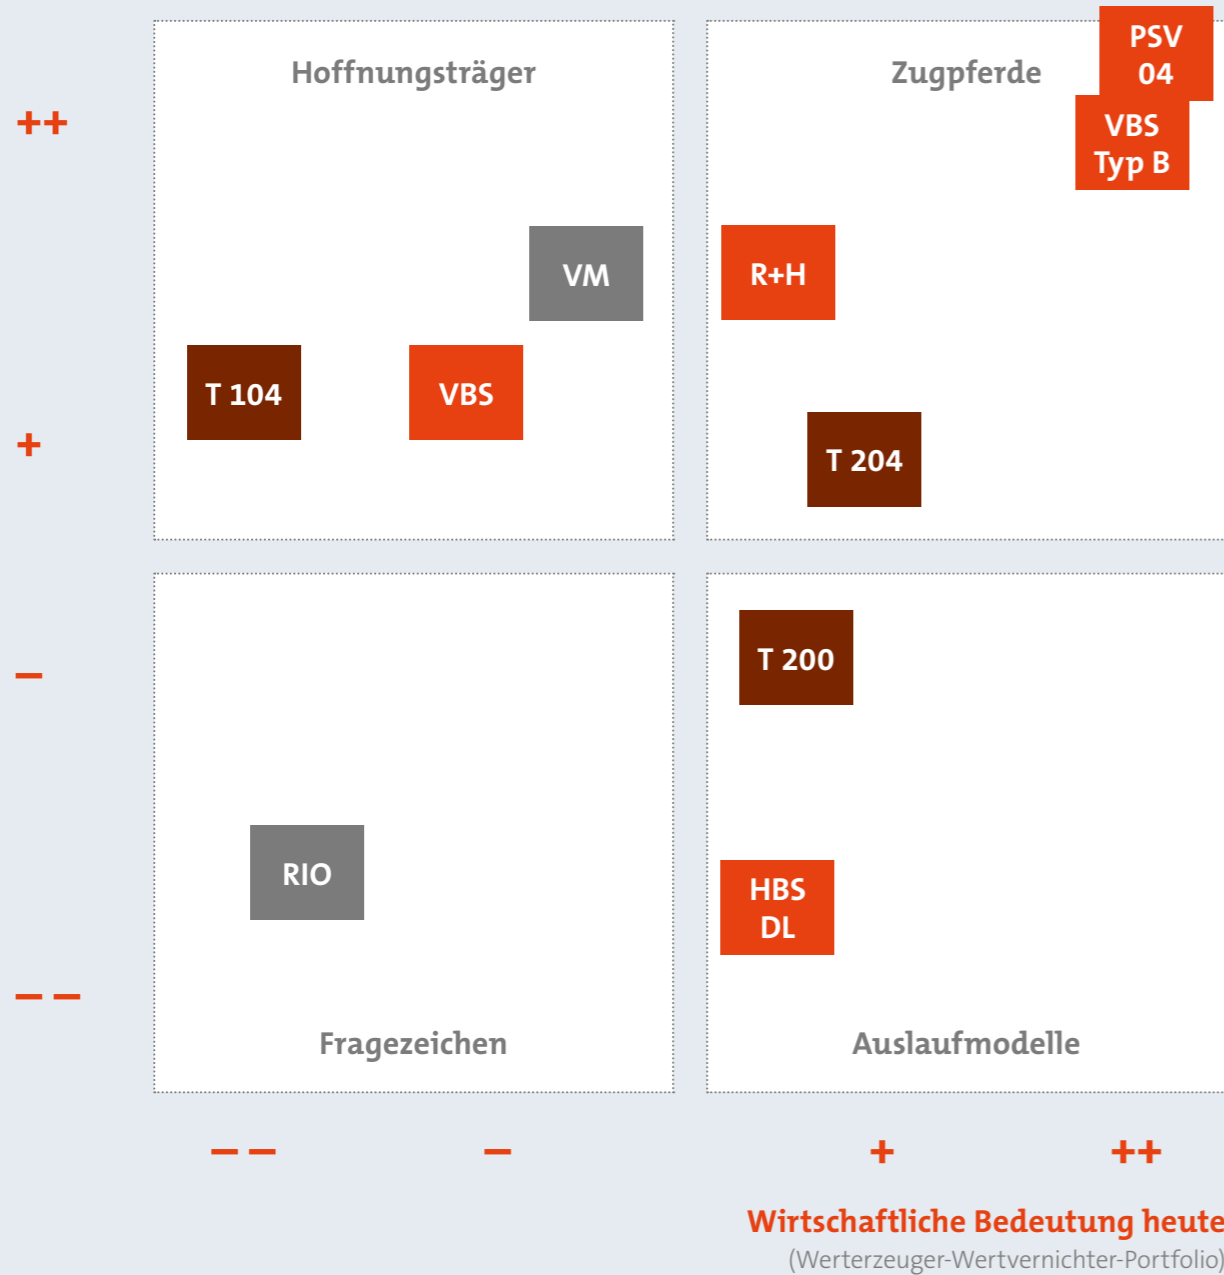 Hoffnungsträger
Zugpferde
PSV
04
++
VBS
Typ B
VM
R+H
T 104
VBS
+
T 204
–
T 200
RIO
HBS
DL
– –
Fragezeichen
Auslaufmodelle
– –
–
+
++
Wirtschaftliche Bedeutung heute
(Werterzeuger-Wertvernichter-Portfolio)